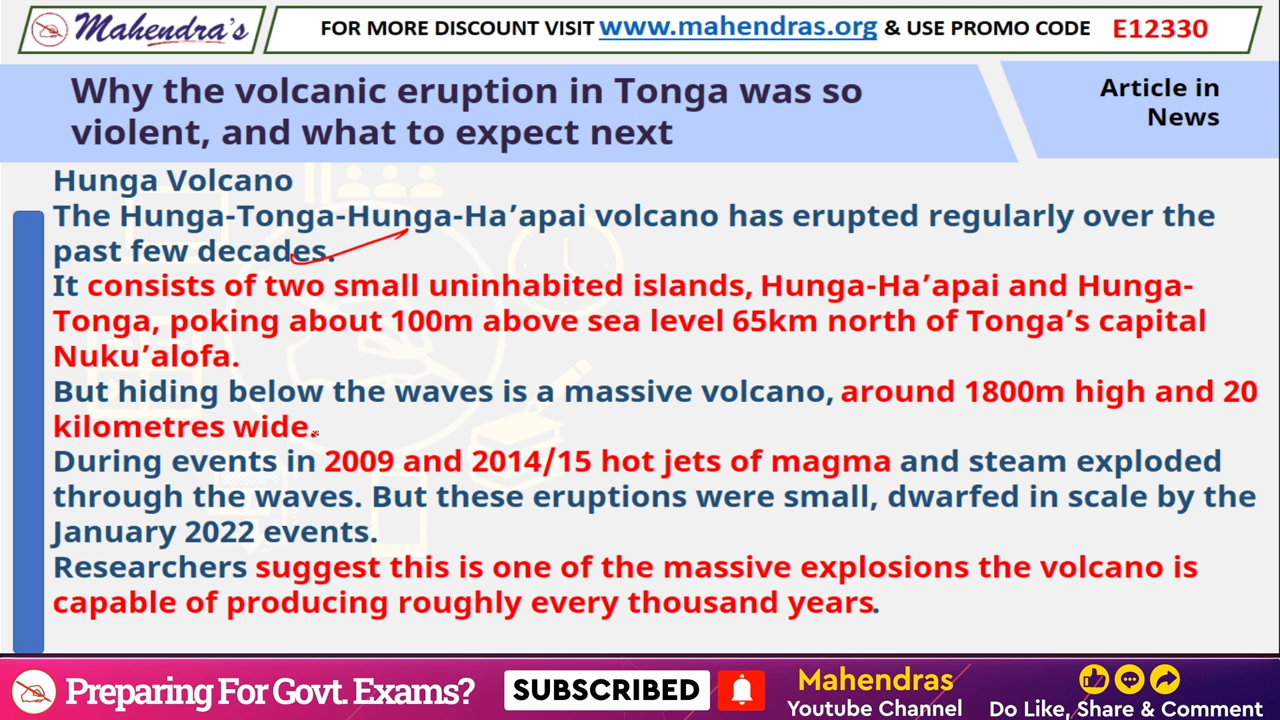 Mahendra's
FOR MORE DISCOUNT VISIT www.mahendras.org & USE PROMO CODE E12330
Why the volcanic eruption in Tonga was so
violent, and what to expect next
Article in
News
Hunga Volcano
The Hunga-Tonga-Hunga-Ha’apai volcano has erupted regularly over the
past few decades.
It consists of two small uninhabited islands, Hunga-Ha’apai and Hunga-
Tonga, poking about 100m above sea level 65km north of Tonga’s capital
Nuku’alofa.
But hiding below the waves is a massive volcano, around 1800m high and 20
kilometres wide.
During events in 2009 and 2014/15 hot jets of magma and steam exploded
through the waves. But these eruptions were small, dwarfed in scale by the
January 2022 events.
Researchers suggest this is one of the massive explosions the volcano is
capable of producing roughly every thousand years.
Preparing For Govt. Exams?
SUBSCRIBED
Mahendras
Youtube Channel
Do Like, Share & Comment